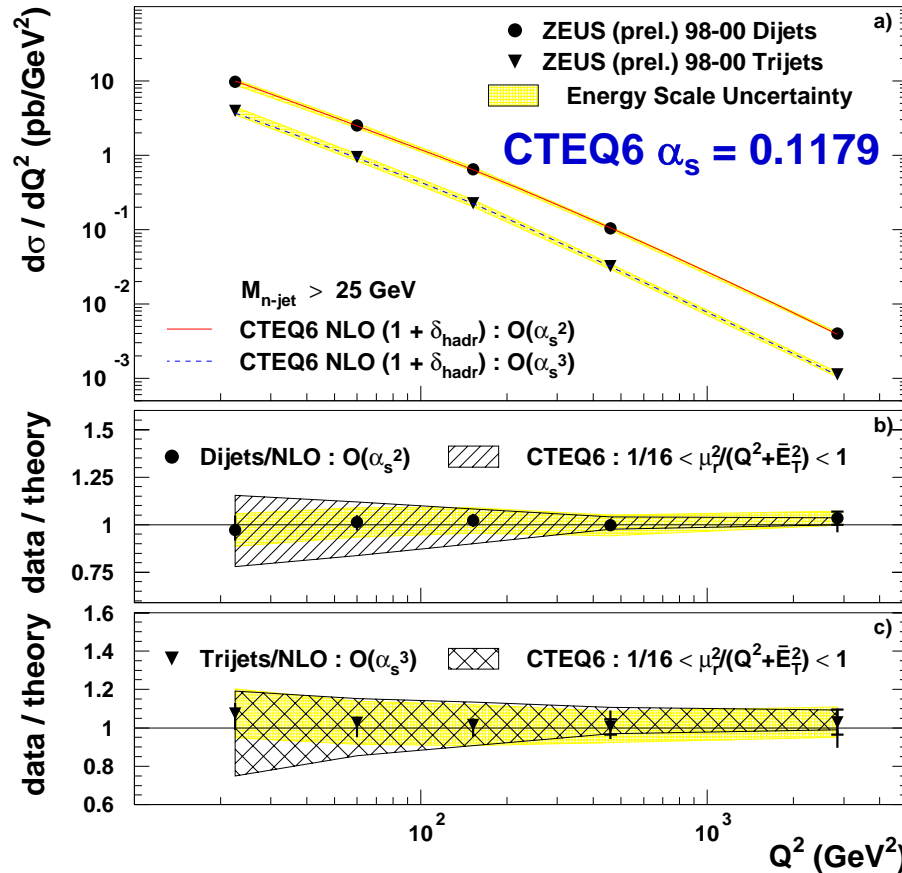 a)
ZEUS (prel.) 98-00 Dijets
ZEUS (prel.) 98-00 Trijets
Energy Scale Uncertainty
CTEQ6 αs = 0.1179
dσ / dQ² (pb/GeV²)
10
1
10⁻¹
10⁻²
10⁻³
Mn-jet > 25 GeV
CTEQ6 NLO (1 + δhadr) : O(αs²)
CTEQ6 NLO (1 + δhadr) : O(αs³)
b)
Dijets/NLO : O(αs²)
CTEQ6 : 1/16 < μr²/(Q²+ĒT²) < 1
data / theory
1.5
1.25
1
0.75
c)
Trijets/NLO : O(αs³)
CTEQ6 : 1/16 < μr²/(Q²+ĒT²) < 1
data / theory
1.6
1.4
1.2
1
0.8
0.6
10²
10³
Q² (GeV²)